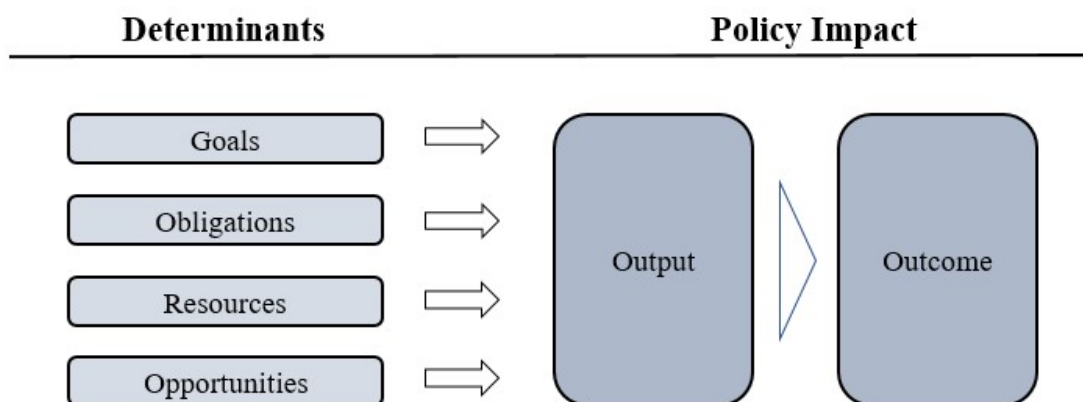 Determinants
Policy Impact
Goals
Obligations
Resources
Opportunities
Output
Outcome